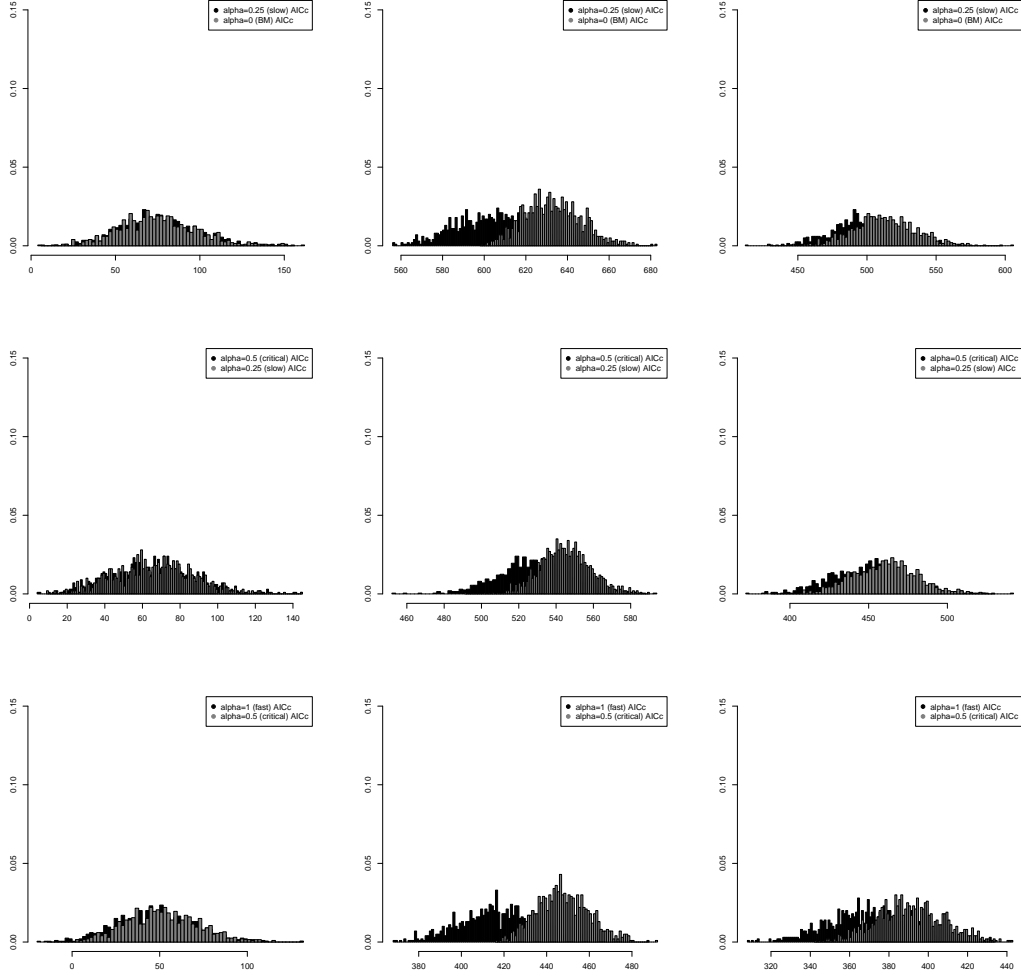 0.15
0.10
0.05
0.00
0 50 100 150
alpha=0.25 (slow) AICc
alpha=0 (BM) AICc
0.15
0.10
0.05
0.00
560 580 600 620 640 660 680
alpha=0.25 (slow) AICc
alpha=0 (BM) AICc
0.15
0.10
0.05
0.00
450 500 550 600
alpha=0.25 (slow) AICc
alpha=0 (BM) AICc
0.15
0.10
0.05
0.00
0 20 40 60 80 100 120 140
alpha=0.5 (critical) AICc
alpha=0.25 (slow) AICc
0.15
0.10
0.05
0.00
460 480 500 520 540 560 580
alpha=0.5 (critical) AICc
alpha=0.25 (slow) AICc
0.15
0.10
0.05
0.00
400 450 500
alpha=0.5 (critical) AICc
alpha=0.25 (slow) AICc
0.15
0.10
0.05
0.00
0 50 100
alpha=1 (fast) AICc
alpha=0.5 (critical) AICc
0.15
0.10
0.05
0.00
380 400 420 440 460 480
alpha=1 (fast) AICc
alpha=0.5 (critical) AICc
0.15
0.10
0.05
0.00
320 340 360 380 400 420 440
alpha=1 (fast) AICc
alpha=0.5 (critical) AICc